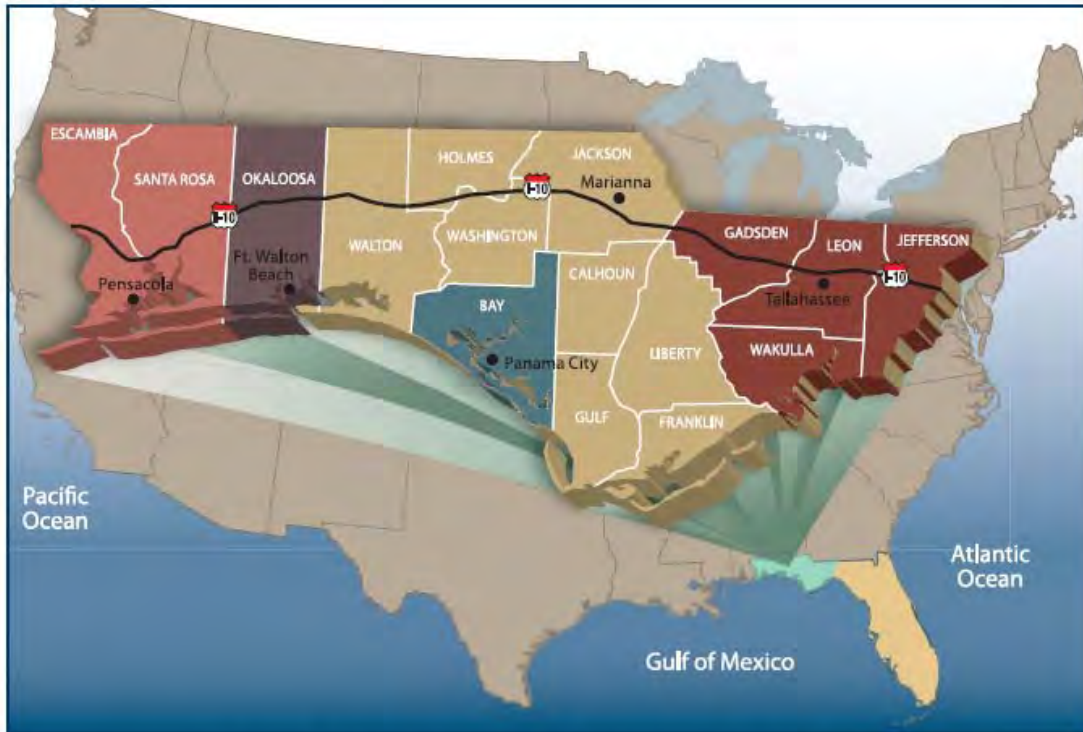 ESCAMBIA
SANTA ROSA
OKALOOSA
HOLMES
JACKSON
Marianna
I-10
I-10
WALTON
WASHINGTON
GADSDEN
LEON
JEFFERSON
Ft. Walton
Beach
CALHOUN
I-10
Pensacola
Tallahassee
BAY
Panama City
LIBERTY
WAKULLA
GULF
FRANKLIN
Pacific
Ocean
Atlantic
Ocean
Gulf of Mexico